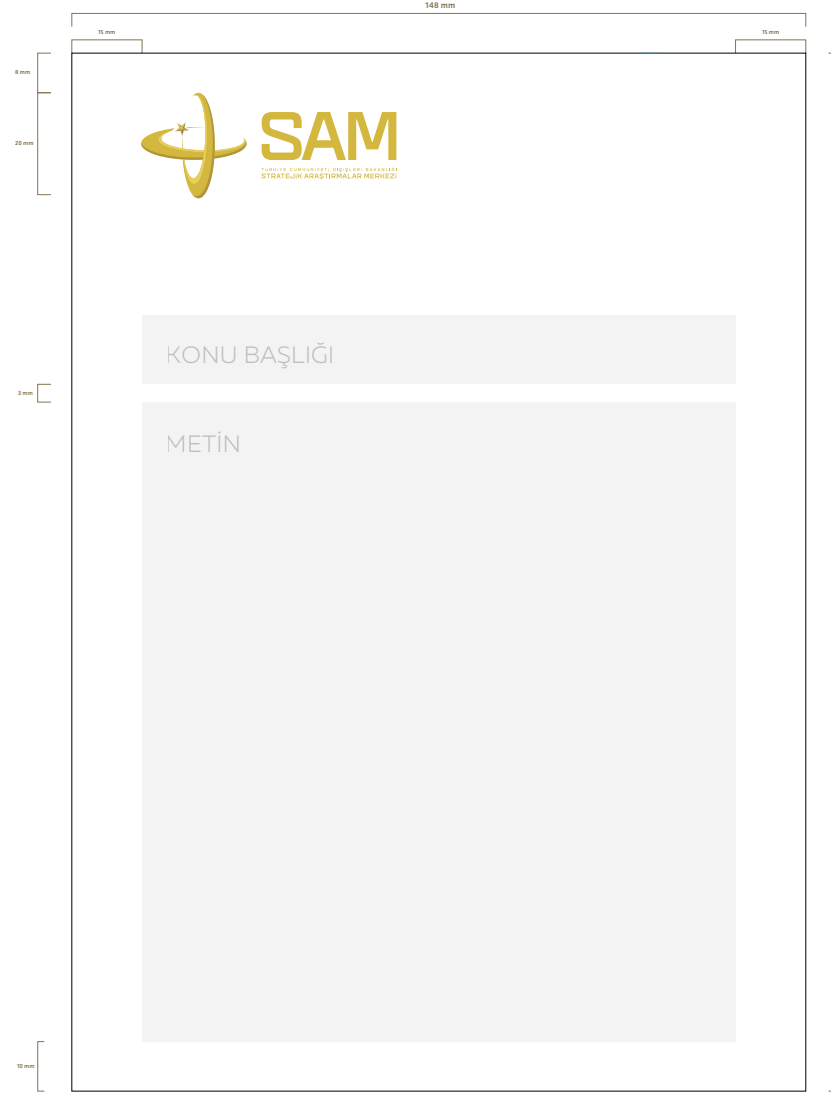 148 mm
15 mm
15 mm
8 mm
20 mm
SAM
TÜRKİYE CUMHURİYETİ DIŞİŞLERİ BAKANLIĞI
STRATEJİK ARAŞTIRMALAR MERKEZİ
KONU BAŞLIĞI
3 mm
METİN
10 mm